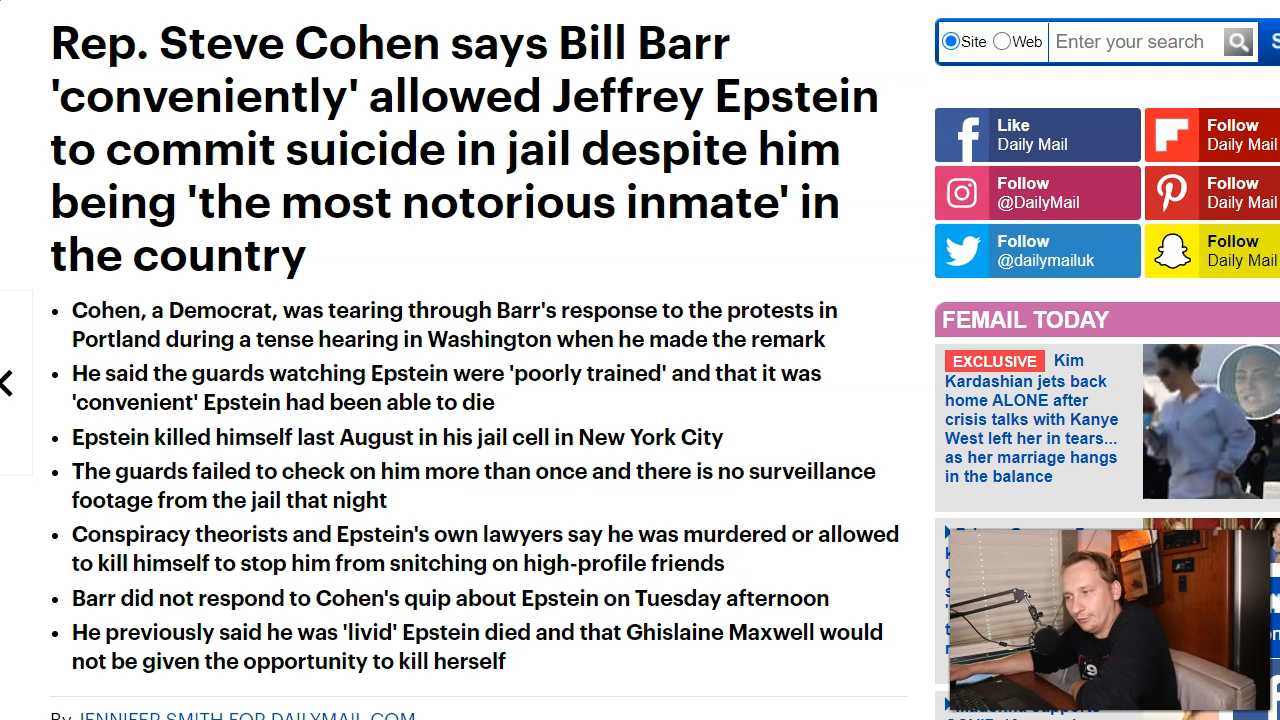 Rep. Steve Cohen says Bill Barr
'conveniently' allowed Jeffrey Epstein
to commit suicide in jail despite him
being 'the most notorious inmate' in
the country
• Cohen, a Democrat, was tearing through Barr's response to the protests in
Portland during a tense hearing in Washington when he made the remark
• He said the guards watching Epstein were 'poorly trained' and that it was
'convenient' Epstein had been able to die
• Epstein killed himself last August in his jail cell in New York City
• The guards failed to check on him more than once and there is no surveillance
footage from the jail that night
• Conspiracy theorists and Epstein's own lawyers say he was murdered or allowed
to kill himself to stop him from snitching on high-profile friends
• Barr did not respond to Cohen's quip about Epstein on Tuesday afternoon
• He previously said he was 'livid' Epstein died and that Ghislaine Maxwell would
not be given the opportunity to kill herself
By JENNIFER SMITH FOR DAILYMAIL.COM
Site Web Enter your search
Like
Daily Mail
Follow
Daily Mail
Follow
@DailyMail
Follow
Daily Mail
Follow
@dailymailuk
Follow
Daily Mail
FEMAIL TODAY
EXCLUSIVE Kim
Kardashian jets back
home ALONE after
crisis talks with Kanye
West left her in tears...
as her marriage hangs
in the balance